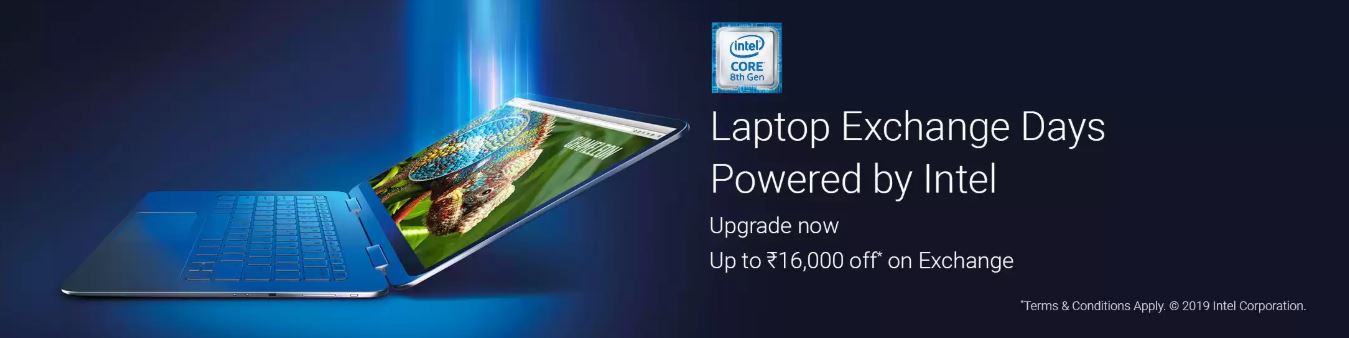 intel
CORE
8th Gen
Laptop Exchange Days
Powered by Intel
Upgrade now
Up to ₹16,000 off* on Exchange
*Terms & Conditions Apply. © 2019 Intel Corporation.